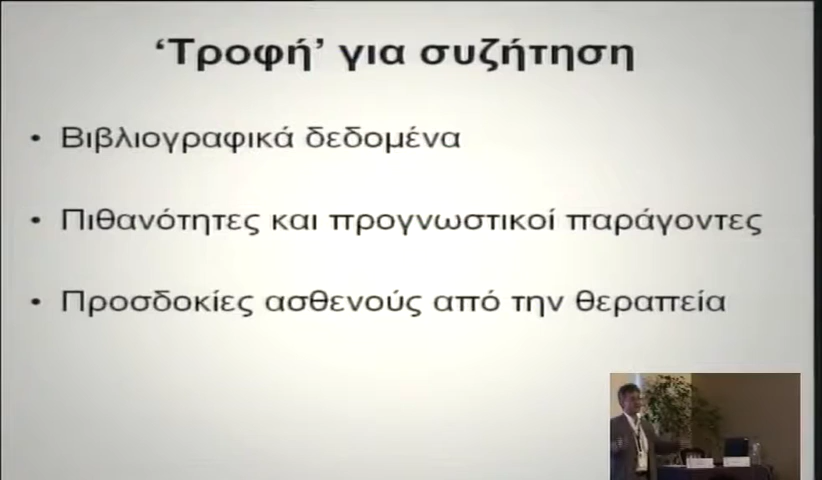 ‘Τροφή’ για συζήτηση
• Βιβλιογραφικά δεδομένα
• Πιθανότητες και προγνωστικοί παράγοντες
• Προσδοκίες ασθενούς από την θεραπεία